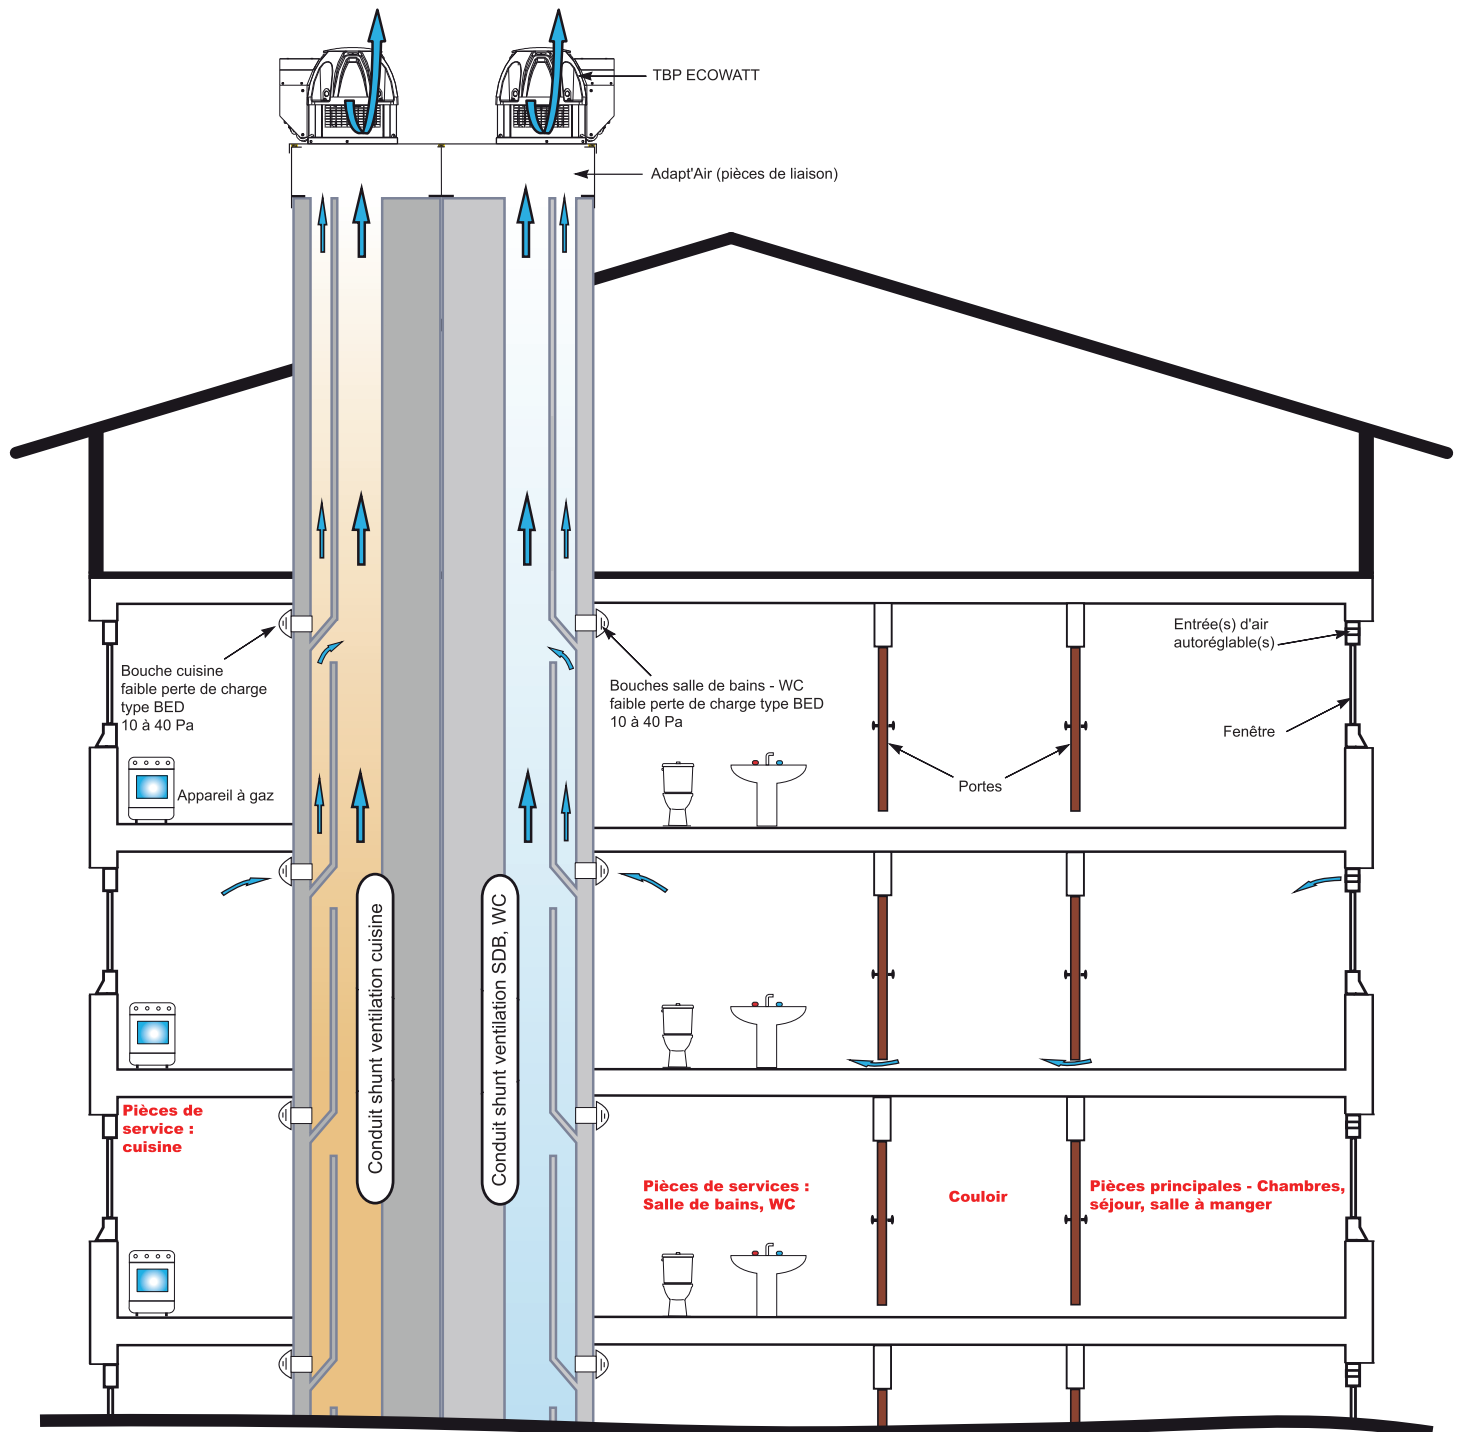 TBP ECOWATT
Adapt'Air (pièces de liaison)
Entrée(s) d'air
autoréglable(s)
Bouche cuisine
faible perte de charge
type BED
10 à 40 Pa
Bouches salle de bains - WC
faible perte de charge type BED
10 à 40 Pa
Fenêtre
Appareil à gaz
Portes
Conduit shunt ventilation cuisine
Conduit shunt ventilation SDB, WC
Pièces de
service :
cuisine
Pièces de services :
Salle de bains, WC
Couloir
Pièces principales - Chambres,
séjour, salle à manger